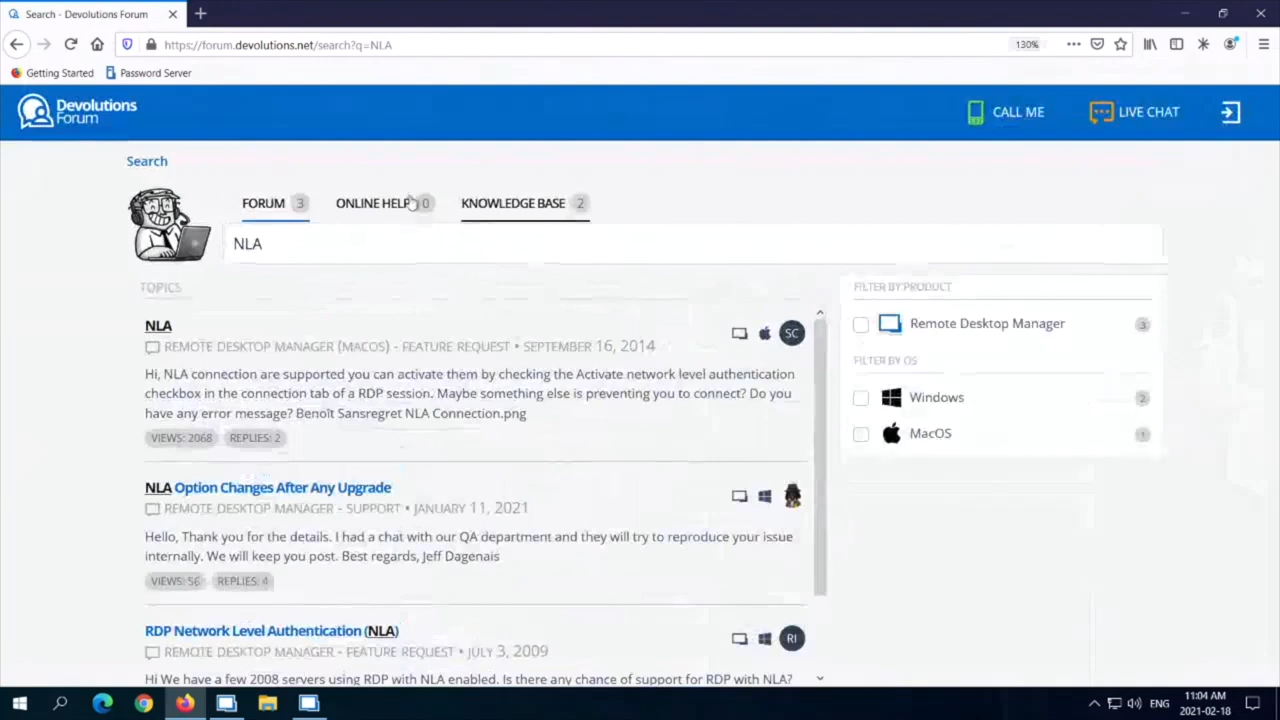 Search - Devolutions Forum
https://forum.devolutions.net/search?q=NLA
130%
Getting Started
Password Server
Devolutions
Forum
CALL ME
LIVE CHAT
Search
FORUM 3
ONLINE HELP 0
KNOWLEDGE BASE 2
NLA
TOPICS
NLA
SC
REMOTE DESKTOP MANAGER (MACOS) - FEATURE REQUEST • SEPTEMBER 16, 2014
Hi, NLA connection are supported you can activate them by checking the Activate network level authentication
checkbox in the connection tab of a RDP session. Maybe something else is preventing you to connect? Do you
have any error message? Benoît Sansregret NLA Connection.png
VIEWS: 2068 REPLIES: 2
NLA Option Changes After Any Upgrade
REMOTE DESKTOP MANAGER - SUPPORT • JANUARY 11, 2021
Hello, Thank you for the details. I had a chat with our QA department and they will try to reproduce your issue
internally. We will keep you post. Best regards, Jeff Dagenais
VIEWS: 56 REPLIES: 4
RDP Network Level Authentication (NLA)
RI
REMOTE DESKTOP MANAGER - FEATURE REQUEST • JULY 3, 2009
Hi We have a few 2008 servers using RDP with NLA enabled. Is there any chance of support for RDP with NLA?
FILTER BY PRODUCT
Remote Desktop Manager 3
FILTER BY OS
Windows 2
MacOS 1
ENG
11:04 AM
2021-02-18